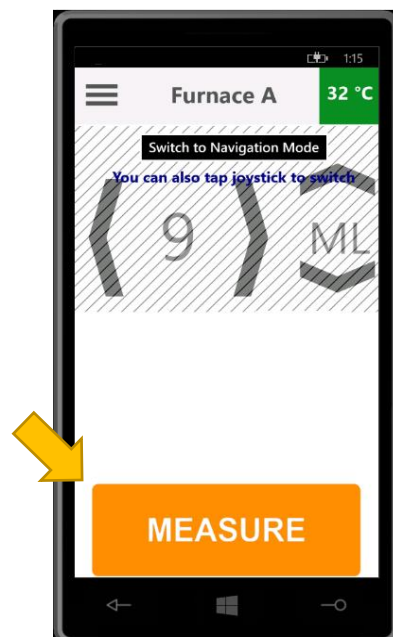 1:15
Furnace A
32 °C
Switch to Navigation Mode
You can also tap joystick to switch
9
ML
MEASURE